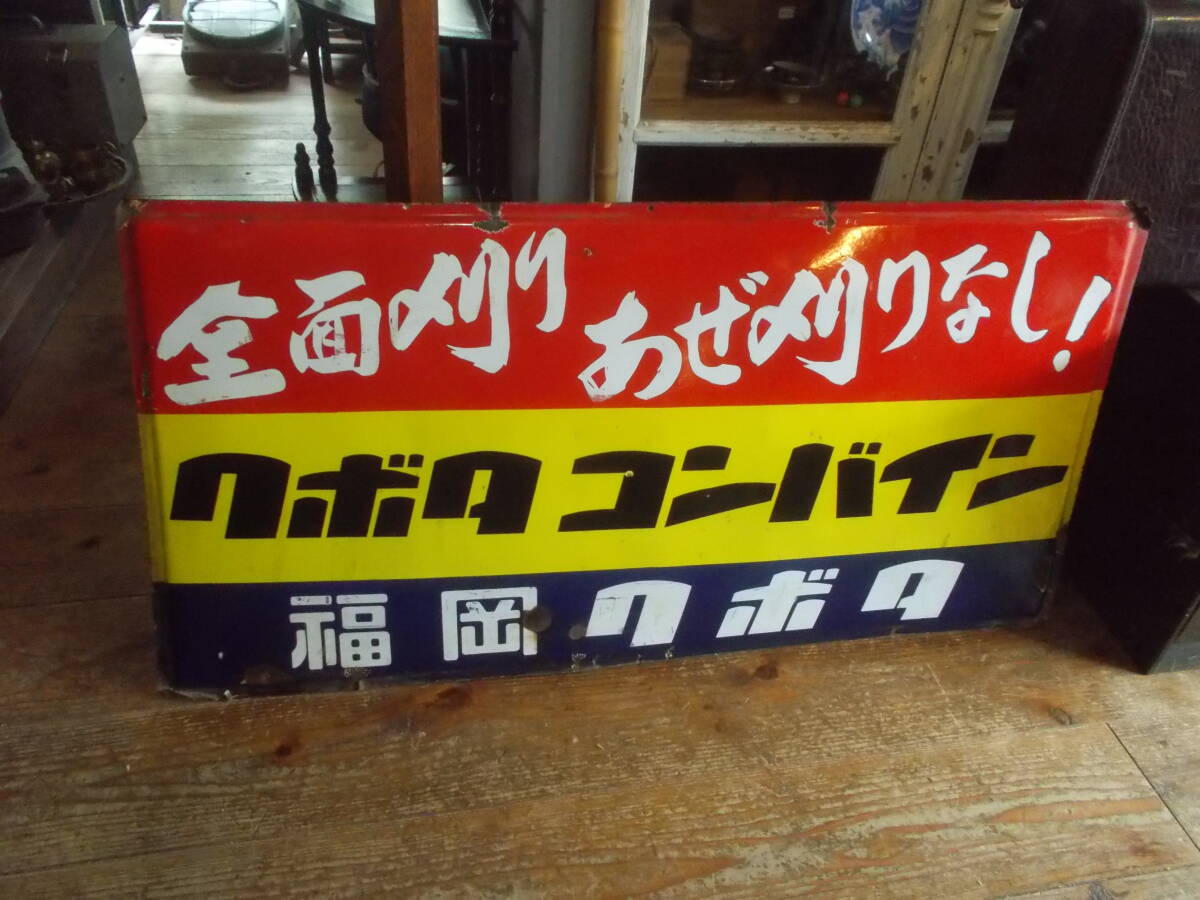 全面刈り あぜ刈りなし!
クボタ コンバイン
福岡クボタ